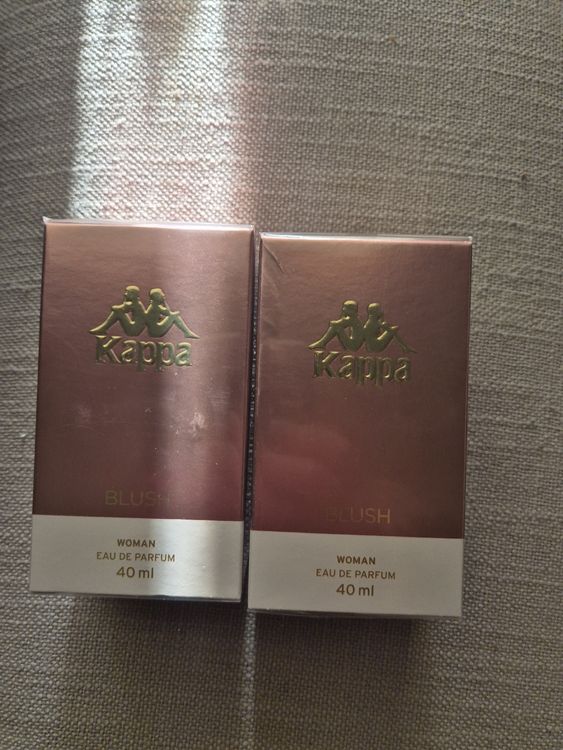 Kappa
BLUSH
WOMAN
EAU DE PARFUM
40 ml
Kappa
BLUSH
WOMAN
EAU DE PARFUM
40 ml